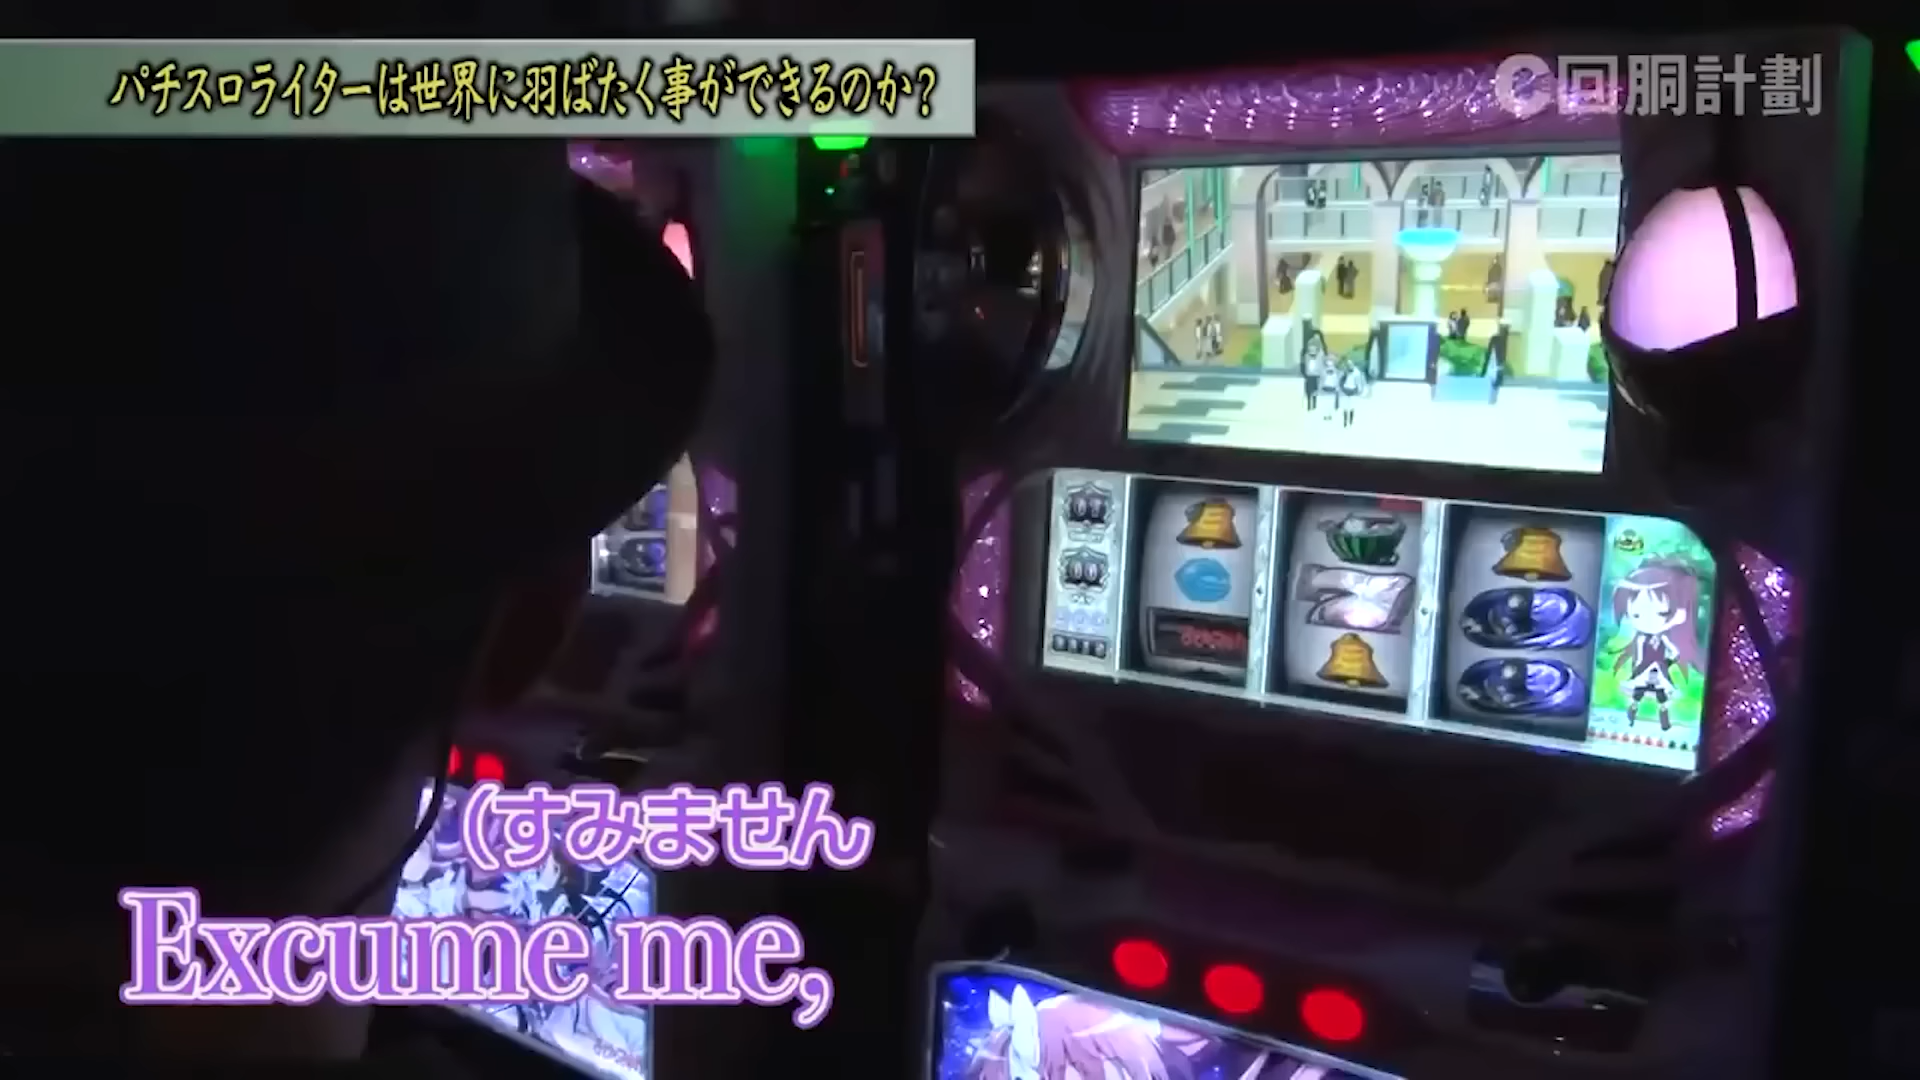 パチスロライターは世界に羽ばたく事ができるのか?
C回胴計劃
(すみません
Excume me,